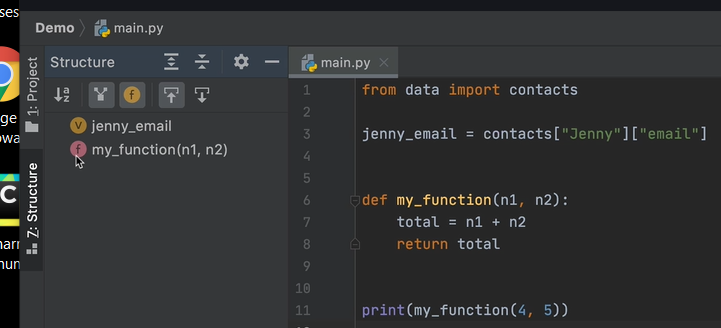 ses
Demo main.py
1: Project
Structure
main.py
V jenny_email
f my_function(n1, n2)
7: Structure
1 from data import contacts
2
3 jenny_email = contacts["Jenny"]["email"]
4
5
6 def my_function(n1, n2):
7 total = n1 + n2
8 return total
9
10
11 print(my_function(4, 5))